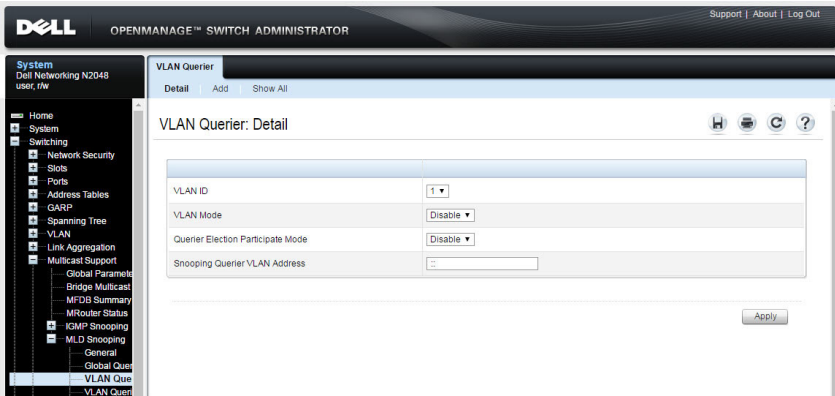 Support | About | Log Out
DELL OPENMANAGE™ SWITCH ADMINISTRATOR
System
Dell Networking N2048
user, r/w
Home
System
Switching
Network Security
Slots
Ports
Address Tables
GARP
Spanning Tree
VLAN
Link Aggregation
Multicast Support
Global Paramete
Bridge Multicast
MFDB Summary
MRouter Status
IGMP Snooping
MLD Snooping
General
Global Quer
VLAN Que
VLAN Queri
VLAN Querier
Detail Add Show All
VLAN Querier: Detail
VLAN ID 1
VLAN Mode Disable
Querier Election Participate Mode Disable
Snooping Querier VLAN Address ::
Apply